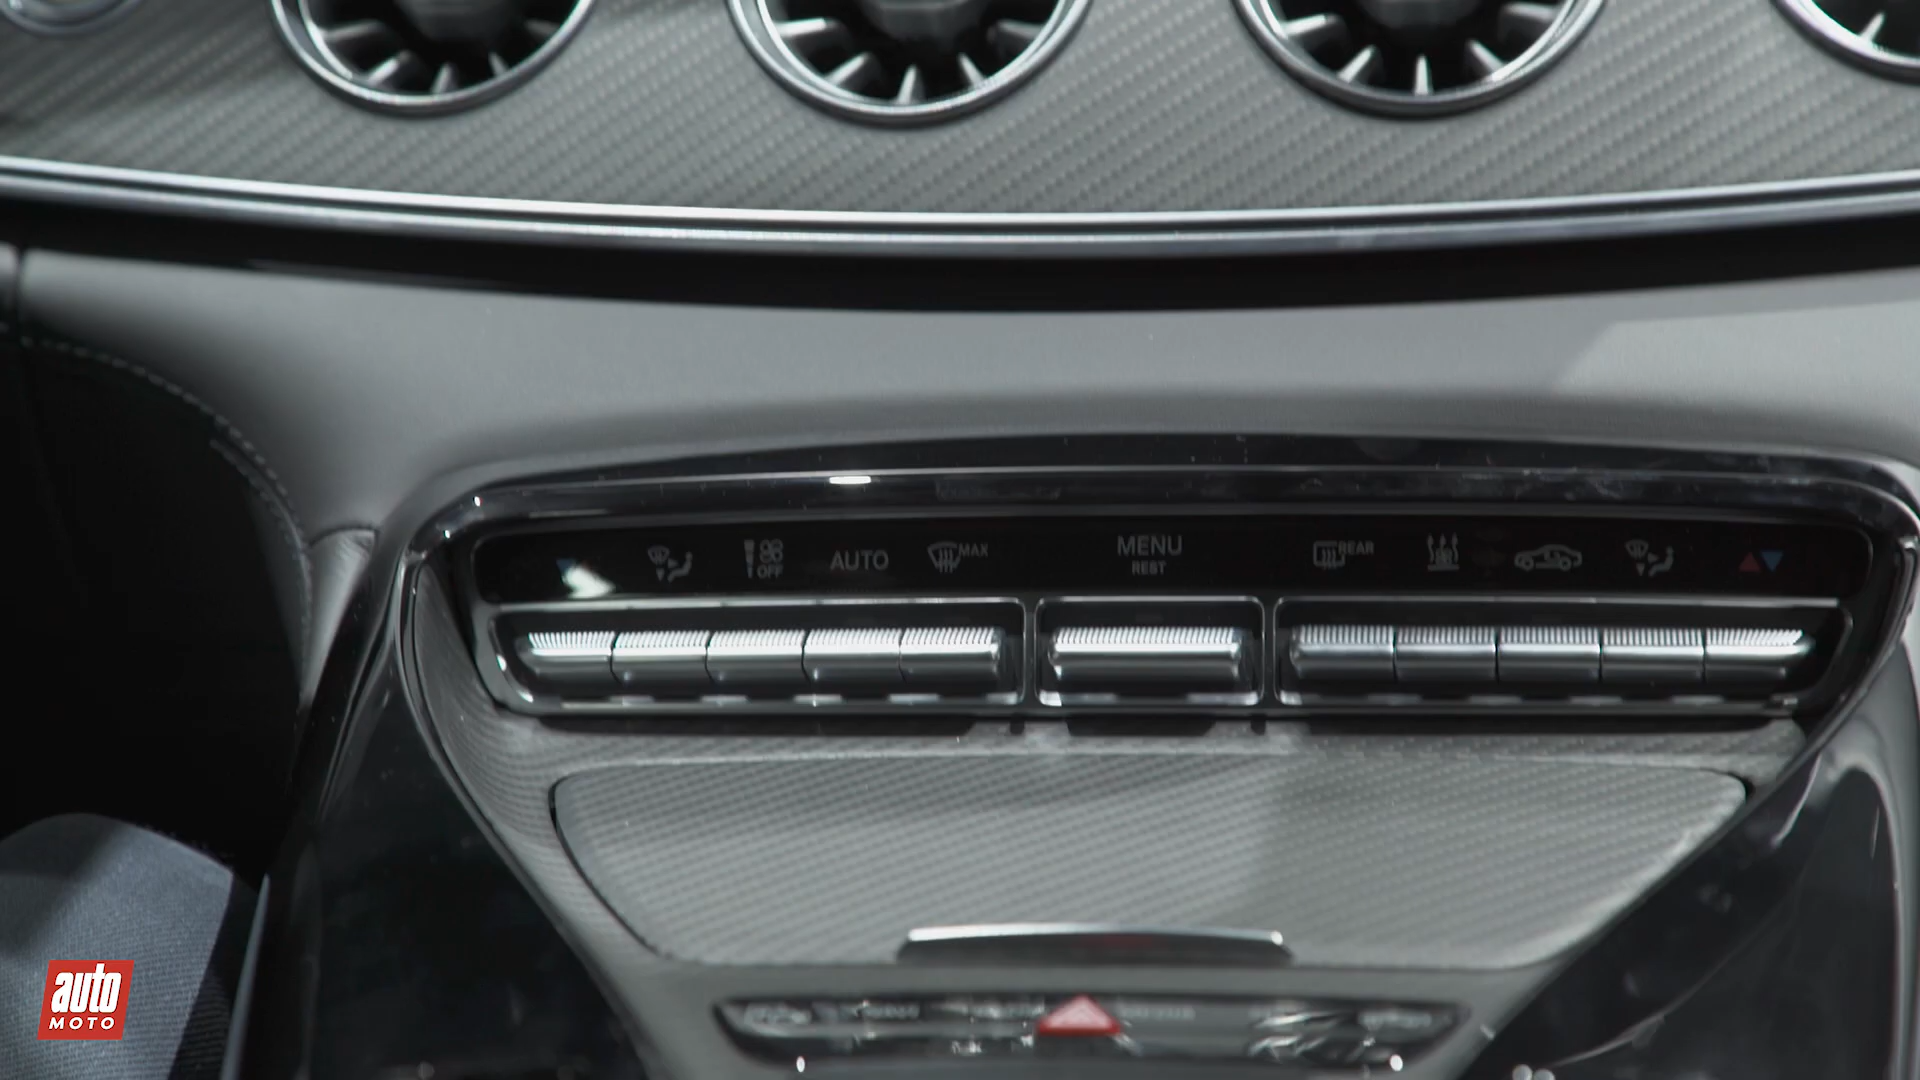 OFF
AUTO
MAX
MENU
REST
REAR
auto
MOTO